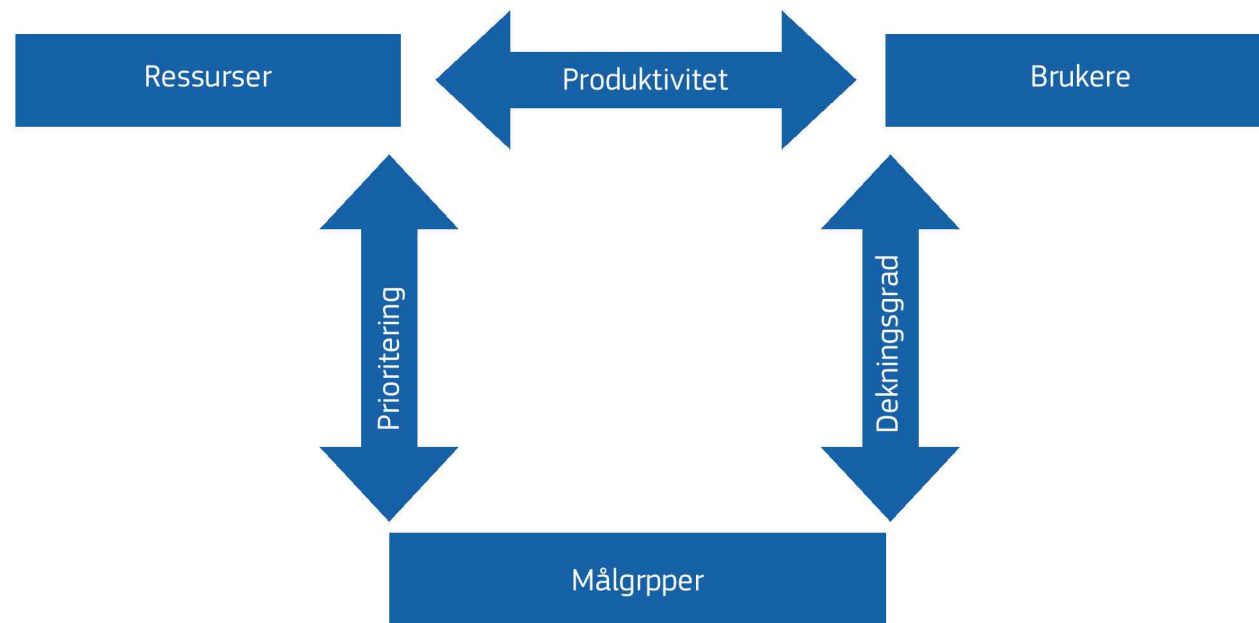 Ressurser
Produktivitet
Brukere
Prioritering
Dekningsgrad
Målgrpper